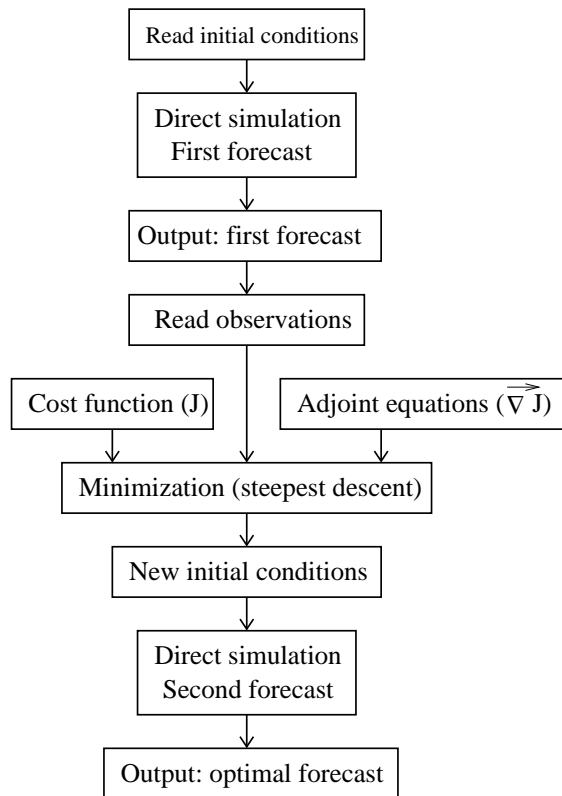 Read initial conditions
Direct simulation
First forecast
Output: first forecast
Read observations
Cost function (J)
Adjoint equations (∇ J)
Minimization (steepest descent)
New initial conditions
Direct simulation
Second forecast
Output: optimal forecast